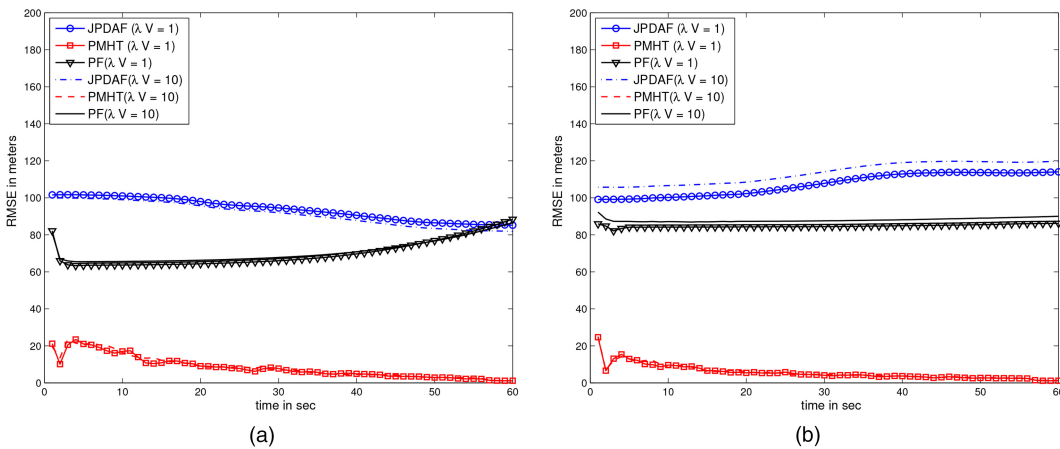 200
180
160
140
120
100
80
60
40
20
0
RMSE in meters
JPDAF (λ V = 1)
PMHT (λ V = 1)
PF(λ V = 1)
JPDAF(λ V = 10)
PMHT(λ V = 10)
PF(λ V = 10)
0 10 20 30 40 50 60
time in sec
(a)
200
180
160
140
120
100
80
60
40
20
0
RMSE in meters
JPDAF (λ V = 1)
PMHT (λ V = 1)
PF(λ V = 1)
JPDAF(λ V = 10)
PMHT(λ V = 10)
PF(λ V = 10)
0 10 20 30 40 50 60
time in sec
(b)